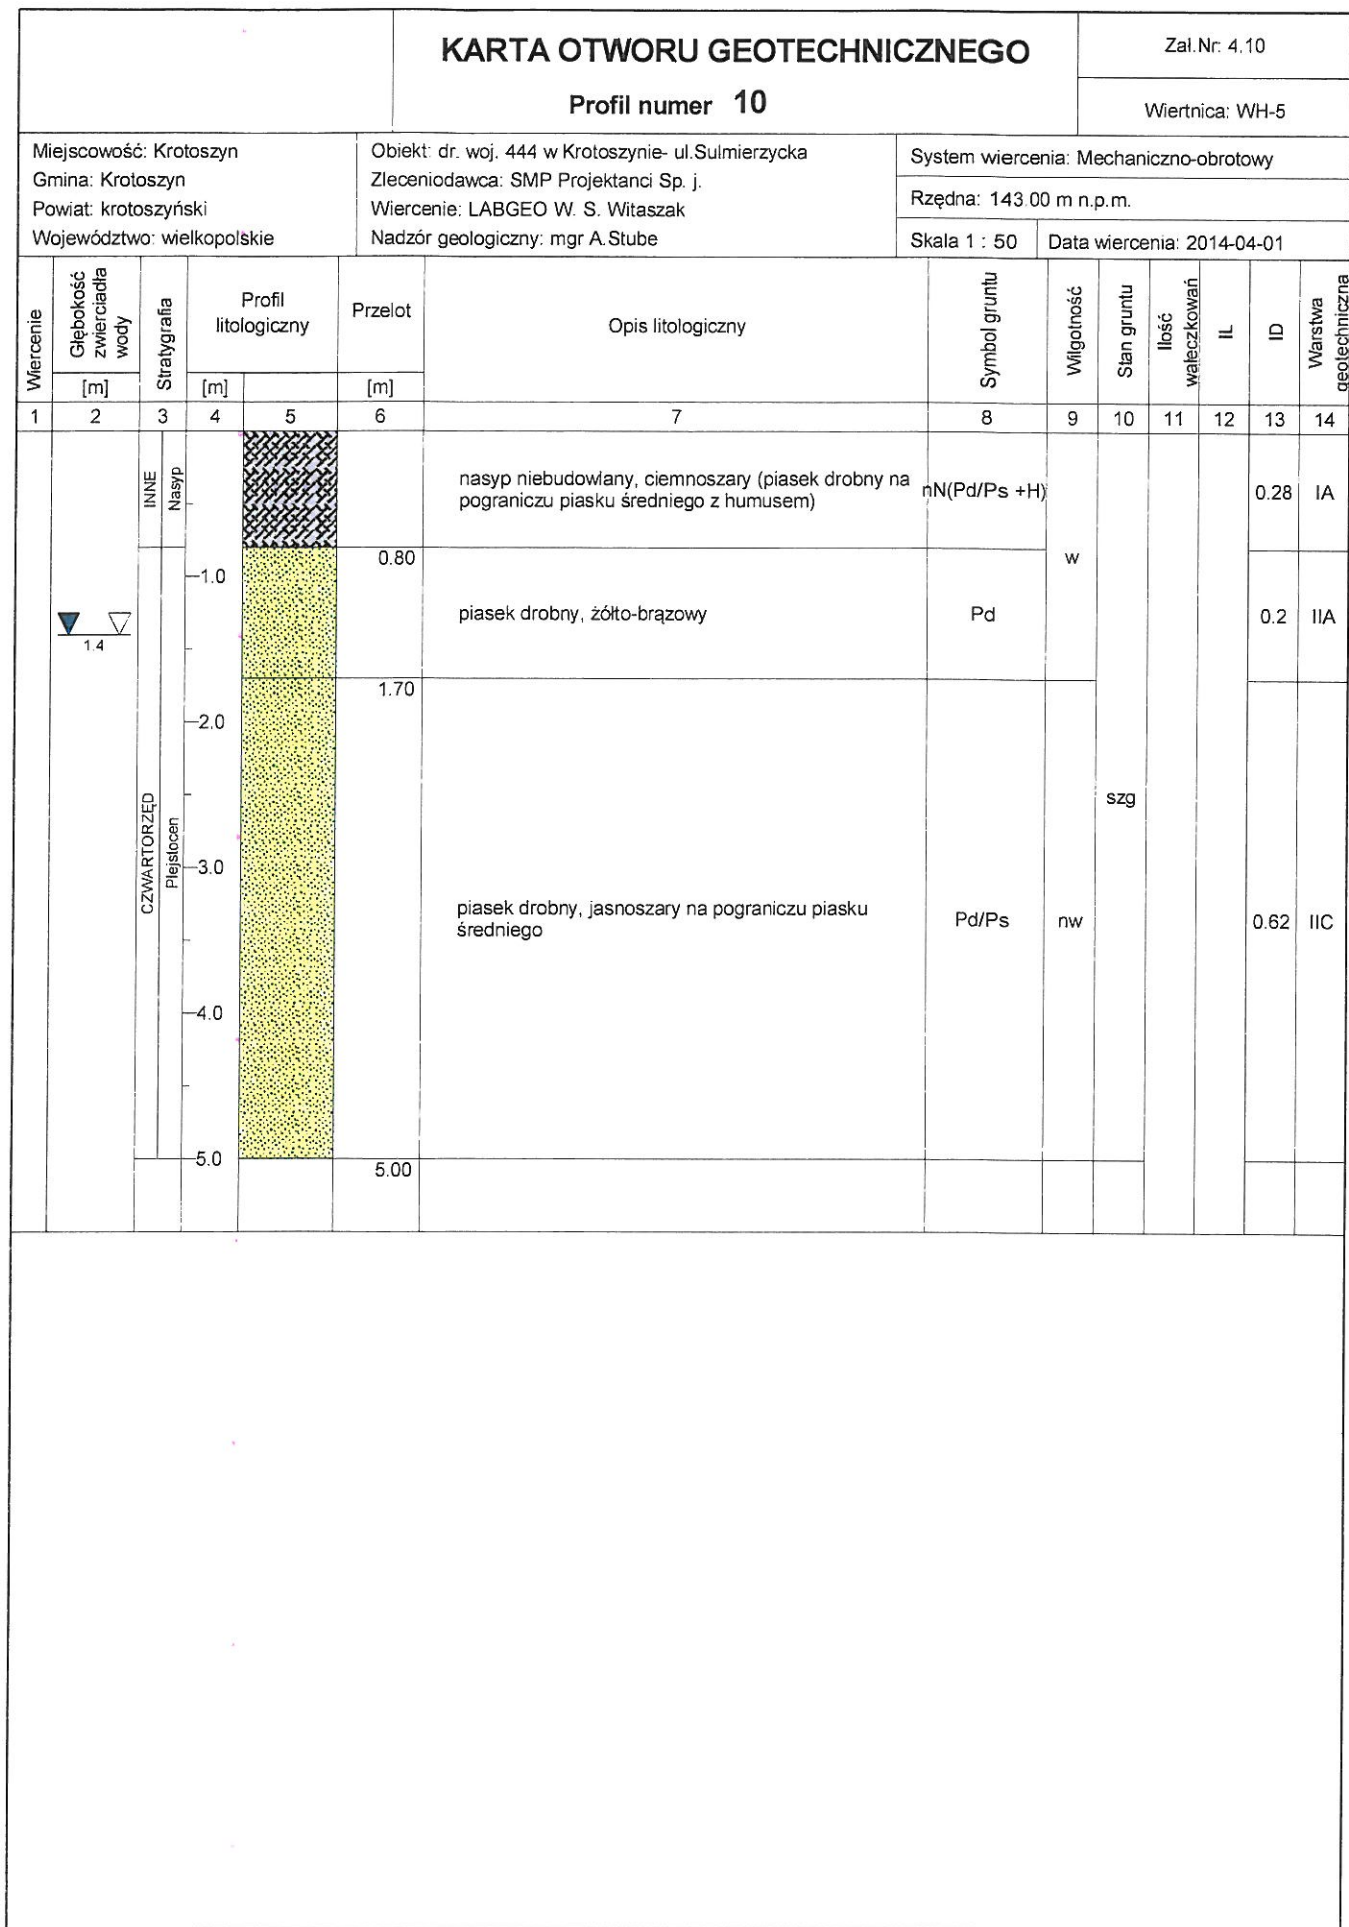 KARTA OTWORU GEOTECHNICZNEGO
Profil numer 10
Zał.Nr: 4.10
Wiertnica: WH-5
Miejscowość: Krotoszyn
Gmina: Krotoszyn
Powiat: krotoszyński
Województwo: wielkopolskie
Obiekt: dr. woj. 444 w Krotoszynie- ul.Sulmierzycka
Zleceniodawca: SMP Projektanci Sp. j.
Wiercenie: LABGEO W. S. Witaszak
Nadzór geologiczny: mgr A.Stube
System wiercenia: Mechaniczno-obrotowy
Rzędna: 143.00 m n.p.m.
Skala 1 : 50
Data wiercenia: 2014-04-01
Wiercenie
Głębokość
zwierciadła
wody
[m]
Stratygrafia
Profil
litologiczny
[m]
Przelot
[m]
Opis litologiczny
Symbol gruntu
Wilgotność
Stan gruntu
Ilość
wałeczkowań
IL
ID
Warstwa
geotechniczna
1 2 3 4 5 6 7 8 9 10 11 12 13 14
INNE
Nasyp
nasyp niebudowlany, ciemnoszary (piasek drobny na
pograniczu piasku średniego z humusem)
nN(Pd/Ps +H)
0.28
IA
0.80
w
1.0
piasek drobny, żółto-brązowy
Pd
0.2
IIA
1.4
1.70
2.0
szg
CZWARTORZĘD
Plejstocen
3.0
piasek drobny, jasnoszary na pograniczu piasku
średniego
Pd/Ps
nw
0.62
IIC
4.0
5.0
5.00